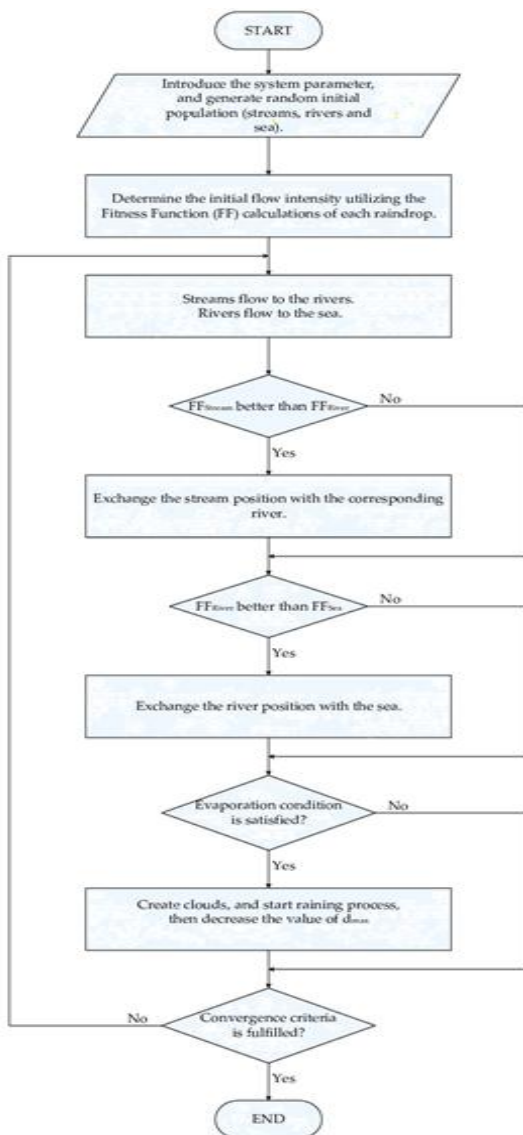 START
Introduce the system parameter,
and generate random initial
population (streams, rivers and
sea).
Determine the initial flow intensity utilizing the
Fitness Function (FF) calculations of each raindrop.
Streams flow to the rivers.
Rivers flow to the sea.
FFStream better than FFRiver
No
Yes
Exchange the stream position with the corresponding
river.
FFRiver better than FFSea
No
Yes
Exchange the river position with the sea.
Evaporation condition
is satisfied?
No
Yes
Create clouds, and start raining process,
then decrease the value of dmax
Convergence criteria
is fulfilled?
No
Yes
END